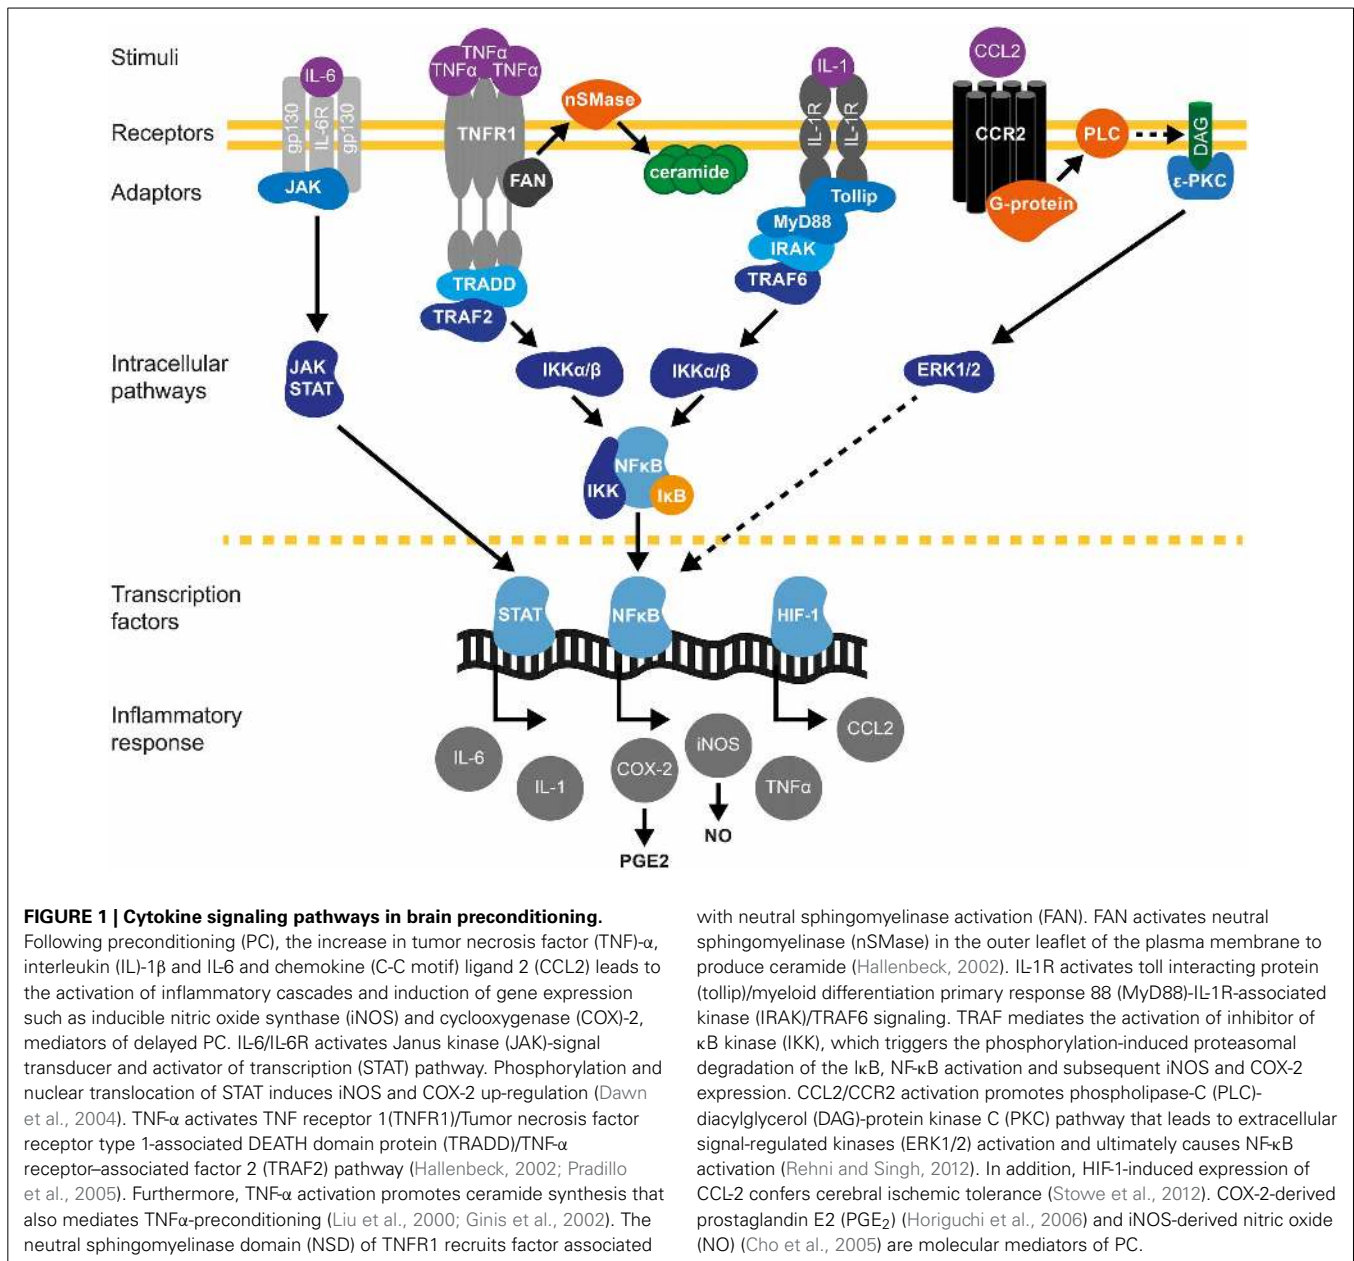 Stimuli
IL-6
TNFα
TNFα
TNFα
IL-1
CCL2
Receptors
gp130
IL-6R
gp130
TNFR1
nSMase
ceramide
IL-1R
IL-1R
CCR2
PLC
DAG
Adaptors
JAK
FAN
Tollip
MyD88
IRAK
TRAF6
G-protein
ε-PKC
TRADD
TRAF2
Intracellular
pathways
JAK
STAT
IKKα/β
IKKα/β
ERK1/2
NFκB
IKK
IκB
Transcription
factors
STAT
NFκB
HIF-1
Inflammatory
response
IL-6
IL-1
COX-2
iNOS
TNFα
CCL2
NO
PGE2
FIGURE 1 | Cytokine signaling pathways in brain preconditioning.
Following preconditioning (PC), the increase in tumor necrosis factor (TNF)-α,
interleukin (IL)-1β and IL-6 and chemokine (C-C motif) ligand 2 (CCL2) leads to
the activation of inflammatory cascades and induction of gene expression
such as inducible nitric oxide synthase (iNOS) and cyclooxygenase (COX)-2,
mediators of delayed PC. IL-6/IL-6R activates Janus kinase (JAK)-signal
transducer and activator of transcription (STAT) pathway. Phosphorylation and
nuclear translocation of STAT induces iNOS and COX-2 up-regulation (Dawn
et al., 2004). TNF-α activates TNF receptor 1(TNFR1)/Tumor necrosis factor
receptor type 1-associated DEATH domain protein (TRADD)/TNF-α
receptor–associated factor 2 (TRAF2) pathway (Hallenbeck, 2002; Pradillo
et al., 2005). Furthermore, TNF-α activation promotes ceramide synthesis that
also mediates TNFα-preconditioning (Liu et al., 2000; Ginis et al., 2002). The
neutral sphingomyelinase domain (NSD) of TNFR1 recruits factor associated
with neutral sphingomyelinase activation (FAN). FAN activates neutral
sphingomyelinase (nSMase) in the outer leaflet of the plasma membrane to
produce ceramide (Hallenbeck, 2002). IL-1R activates toll interacting protein
(tollip)/myeloid differentiation primary response 88 (MyD88)-IL-1R-associated
kinase (IRAK)/TRAF6 signaling. TRAF mediates the activation of inhibitor of
κB kinase (IKK), which triggers the phosphorylation-induced proteasomal
degradation of the IκB, NF-κB activation and subsequent iNOS and COX-2
expression. CCL2/CCR2 activation promotes phospholipase-C (PLC)-
diacylglycerol (DAG)-protein kinase C (PKC) pathway that leads to extracellular
signal-regulated kinases (ERK1/2) activation and ultimately causes NF-κB
activation (Rehni and Singh, 2012). In addition, HIF-1-induced expression of
CCL-2 confers cerebral ischemic tolerance (Stowe et al., 2012). COX-2-derived
prostaglandin E2 (PGE2) (Horiguchi et al., 2006) and iNOS-derived nitric oxide
(NO) (Cho et al., 2005) are molecular mediators of PC.